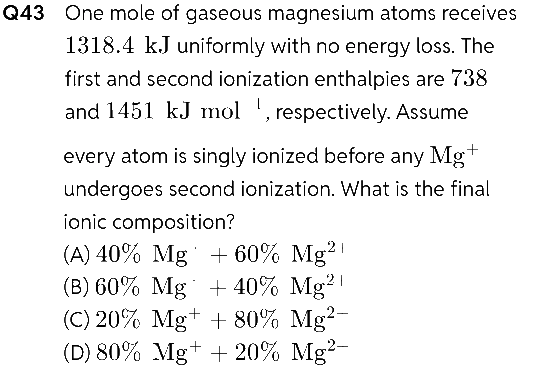 Q43 One mole of gaseous magnesium atoms receives
1318.4 kJ uniformly with no energy loss. The
first and second ionization enthalpies are 738
and 1451 kJ mol ˡ, respectively. Assume
every atom is singly ionized before any Mg⁺
undergoes second ionization. What is the final
ionic composition?
(A) 40% Mg˙ + 60% Mg²ˡ
(B) 60% Mg˙ + 40% Mg²ˡ
(C) 20% Mg⁺ + 80% Mg²⁻
(D) 80% Mg⁺ + 20% Mg²⁻